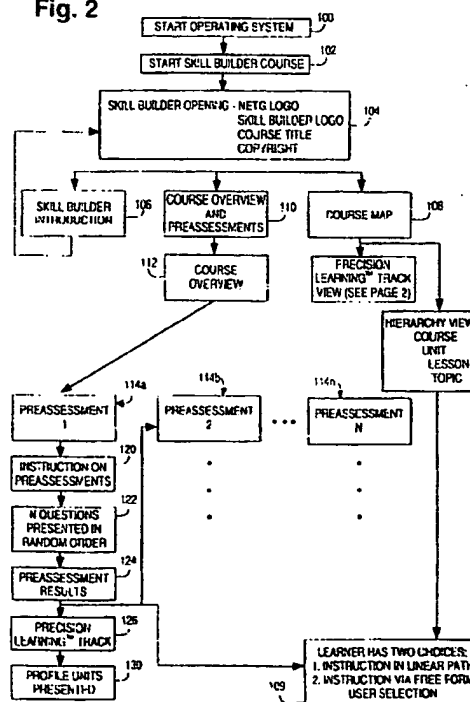 Fig. 2
START OPERATING SYSTEM
100
START SKILL BUILDER COURSE
102
SKILL BUILDER OPENING - NETG LOGO
SKILL BUILDER LOGO
COURSE TITLE
COPYRIGHT
104
SKILL BUILDER
INTRODUCTION
106
COURSE OVERVIEW
AND
PREASSESSMENTS
110
COURSE MAP
108
112
COURSE
OVERVIEW
PRECISION
LEARNING™ TRACK
VIEW (SEE PAGE 2)
HIERARCHY VIEW
COURSE
UNIT
LESSON
TOPIC
114a
PREASSESSMENT
1
114b
PREASSESSMENT
2
...
114n
PREASSESSMENT
N
120
INSTRUCTION ON
PREASSESSMENTS
122
N QUESTIONS
PRESENTED IN
RANDOM ORDER
124
PREASSESSMENT
RESULTS
126
PRECISION
LEARNING™ TRACK
130
PROFILE UNITS
PRESENTED
LEARNER HAS TWO CHOICES:
1. INSTRUCTION IN LINEAR PATH
2. INSTRUCTION VIA FREE FORM
USER SELECTION
109